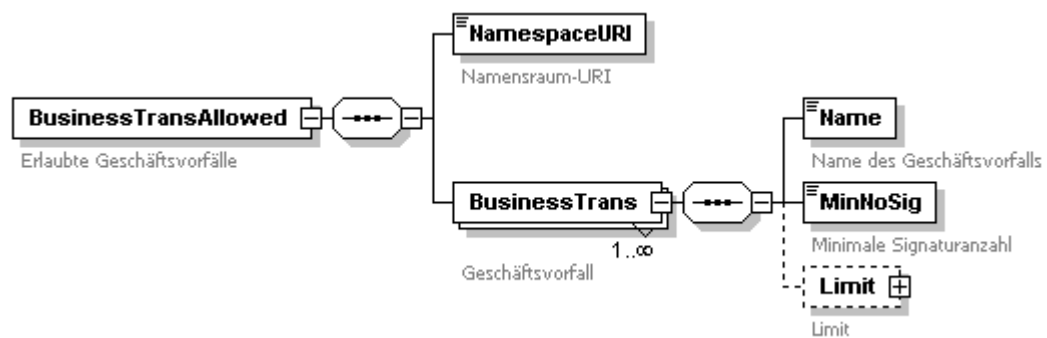 NamespaceURI
Namensraum-URI
BusinessTransAllowed
Erlaubte Geschäftsvorfälle
Name
Name des Geschäftsvorfalls
BusinessTrans
1..∞
Geschäftsvorfall
MinNoSig
Minimale Signaturanzahl
Limit
Limit